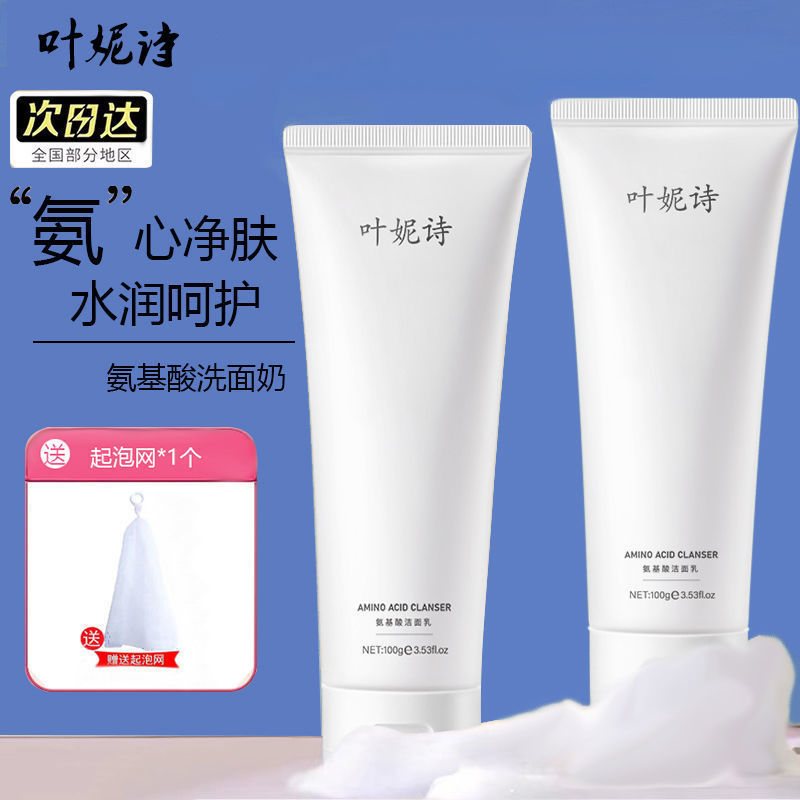 叶妮诗
次日达
全国部分地区
“氨”心净肤
水润呵护
氨基酸洗面奶
送 起泡网*1个
送
赠送起泡网
叶妮诗
AMINO ACID CLANSER
氨基酸洁面乳
NET:100g℮3.53fl.oz
叶妮诗
AMINO ACID CLANSER
氨基酸洁面乳
NET:100g℮3.53fl.oz